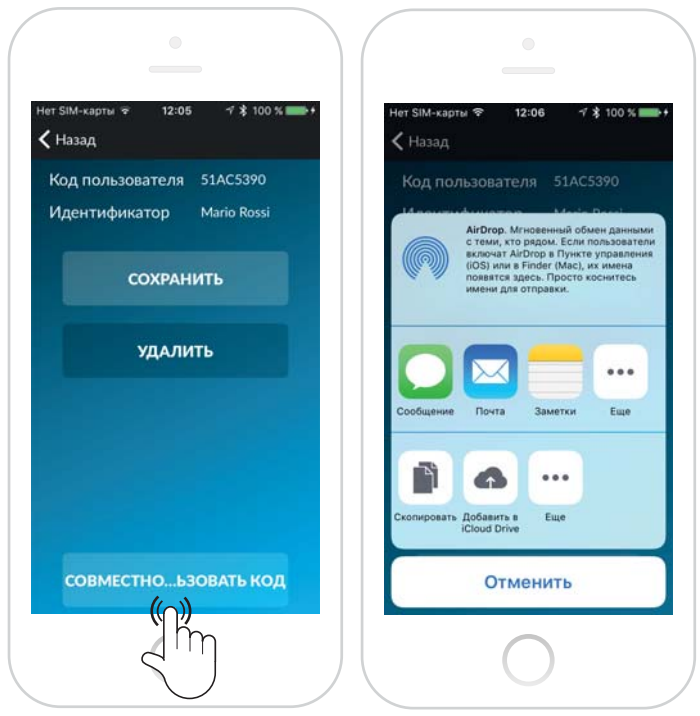 Нет SIM-карты 12:05 100 %
Назад
Код пользователя 51AC5390
Идентификатор Mario Rossi
СОХРАНИТЬ
УДАЛИТЬ
СОВМЕСТНО...ЬЗОВАТЬ КОД
Нет SIM-карты 12:06 100 %
Назад
Код пользователя 51AC5390
Идентификатор Mario Rossi
AirDrop. Мгновенный обмен данными
с теми, кто рядом. Если пользователи
включат AirDrop в Пункте управления
(iOS) или в Finder (Mac), их имена
появятся здесь. Просто коснитесь
имени для отправки.
Сообщение Почта Заметки Еще
Скопировать Добавить в Еще
iCloud Drive
Отменить